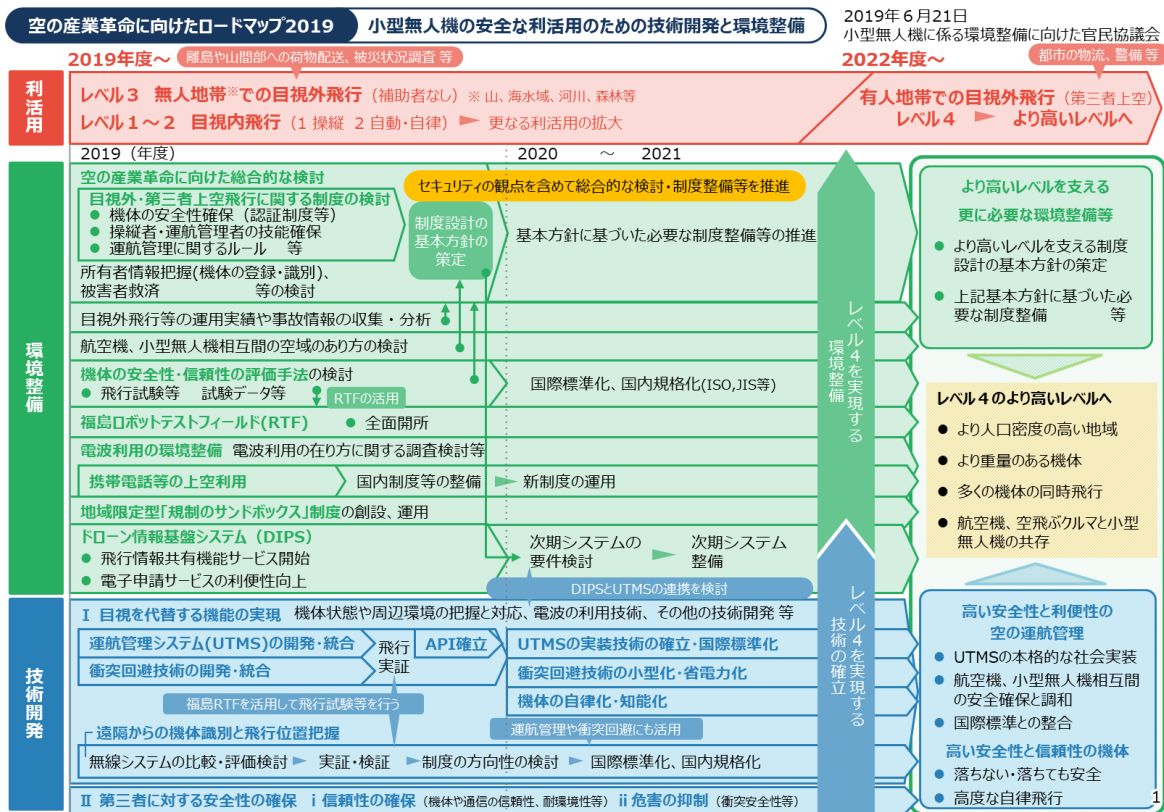 空の産業革命に向けたロードマップ2019
小型無人機の安全な利活用のための技術開発と環境整備
2019年6月21日
小型無人機に係る環境整備に向けた官民協議会
2019年度～
離島や山間部への荷物配送、被災状況調査 等
2022年度～
都市の物流、警備 等
利活用
レベル3 無人地帯※での目視外飛行（補助者なし）※ 山、海水域、河川、森林等
レベル1～2 目視内飛行（1 操縦 2 自動・自律） 更なる利活用の拡大
有人地帯での目視外飛行（第三者上空）
レベル4 より高いレベルへ
2019（年度）
2020 ～ 2021
環境整備
空の産業革命に向けた総合的な検討
セキュリティの観点を含めて総合的な検討・制度整備等を推進
目視外・第三者上空飛行に関する制度の検討
● 機体の安全性確保（認証制度等）
● 操縦者・運航管理者の技能確保
● 運航管理に関するルール 等
制度設計の
基本方針の
策定
基本方針に基づいた必要な制度整備等の推進
所有者情報把握(機体の登録・識別)、
被害者救済 等の検討
目視外飛行等の運用実績や事故情報の収集・分析
航空機、小型無人機相互間の空域のあり方の検討
機体の安全性・信頼性の評価手法の検討
● 飛行試験等 試験データ等
RTFの活用
国際標準化、国内規格化(ISO,JIS等)
福島ロボットテストフィールド(RTF) ● 全面開所
電波利用の環境整備 電波利用の在り方に関する調査検討等
携帯電話等の上空利用
国内制度等の整備
新制度の運用
地域限定型「規制のサンドボックス」制度の創設、運用
ドローン情報基盤システム（DIPS）
● 飛行情報共有機能サービス開始
● 電子申請サービスの利便性向上
次期システムの
要件検討
次期システム
整備
DIPSとUTMSの連携を検討
レベル4を実現する
環境整備
より高いレベルを支える
更に必要な環境整備等
● より高いレベルを支える制度
設計の基本方針の策定
● 上記基本方針に基づいた必
要な制度整備 等
レベル4のより高いレベルへ
● より人口密度の高い地域
● より重量のある機体
● 多くの機体の同時飛行
● 航空機、空飛ぶクルマと小型
無人機の共存
技術開発
Ⅰ 目視を代替する機能の実現 機体状態や周辺環境の把握と対応、電波の利用技術、その他の技術開発 等
運航管理システム(UTMS)の開発・統合
衝突回避技術の開発・統合
飛行
実証
API確立
UTMSの実装技術の確立・国際標準化
衝突回避技術の小型化・省電力化
機体の自律化・知能化
福島RTFを活用して飛行試験等を行う
運航管理や衝突回避にも活用
遠隔からの機体識別と飛行位置把握
無線システムの比較・評価検討
実証・検証
制度の方向性の検討
国際標準化、国内規格化
Ⅱ 第三者に対する安全性の確保 ⅰ 信頼性の確保（機体や通信の信頼性、耐環境性等）ⅱ 危害の抑制（衝突安全性等）
レベル4を実現する
技術の確立
高い安全性と利便性の
空の運航管理
● UTMSの本格的な社会実装
● 航空機、小型無人機相互間
の安全確保と調和
● 国際標準との整合
高い安全性と信頼性の機体
● 落ちない・落ちても安全
● 高度な自律飛行
1